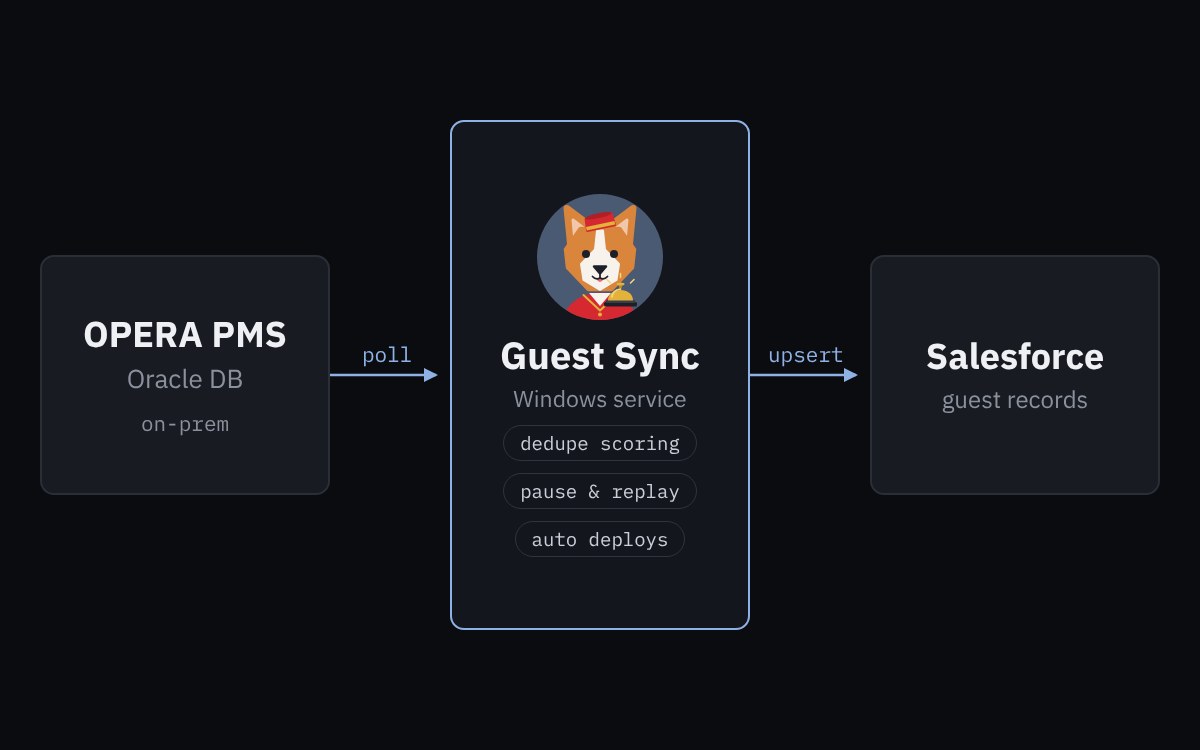 OPERA PMS
Oracle DB
on-prem
poll
Guest Sync
Windows service
dedupe scoring
pause & replay
auto deploys
upsert
Salesforce
guest records